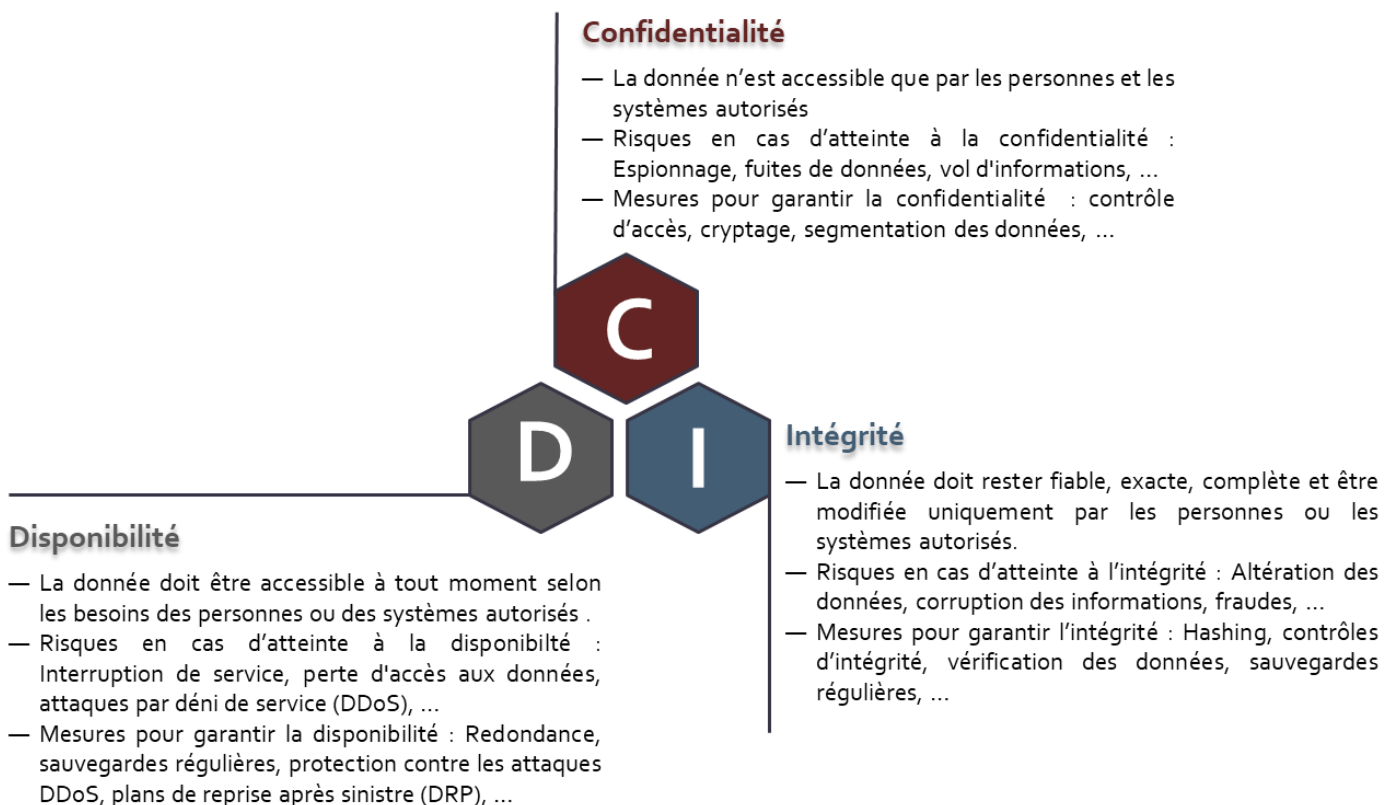 Confidentialité
— La donnée n’est accessible que par les personnes et les
systèmes autorisés
— Risques en cas d’atteinte à la confidentialité :
Espionnage, fuites de données, vol d'informations, ...
— Mesures pour garantir la confidentialité : contrôle
d’accès, cryptage, segmentation des données, ...
C
D
I
Intégrité
— La donnée doit rester fiable, exacte, complète et être
modifiée uniquement par les personnes ou les
systèmes autorisés.
— Risques en cas d’atteinte à l’intégrité : Altération des
données, corruption des informations, fraudes, ...
— Mesures pour garantir l’intégrité : Hashing, contrôles
d’intégrité, vérification des données, sauvegardes
régulières, ...
Disponibilité
— La donnée doit être accessible à tout moment selon
les besoins des personnes ou des systèmes autorisés .
— Risques en cas d’atteinte à la disponibilté :
Interruption de service, perte d'accès aux données,
attaques par déni de service (DDoS), ...
— Mesures pour garantir la disponibilité : Redondance,
sauvegardes régulières, protection contre les attaques
DDoS, plans de reprise après sinistre (DRP), ...